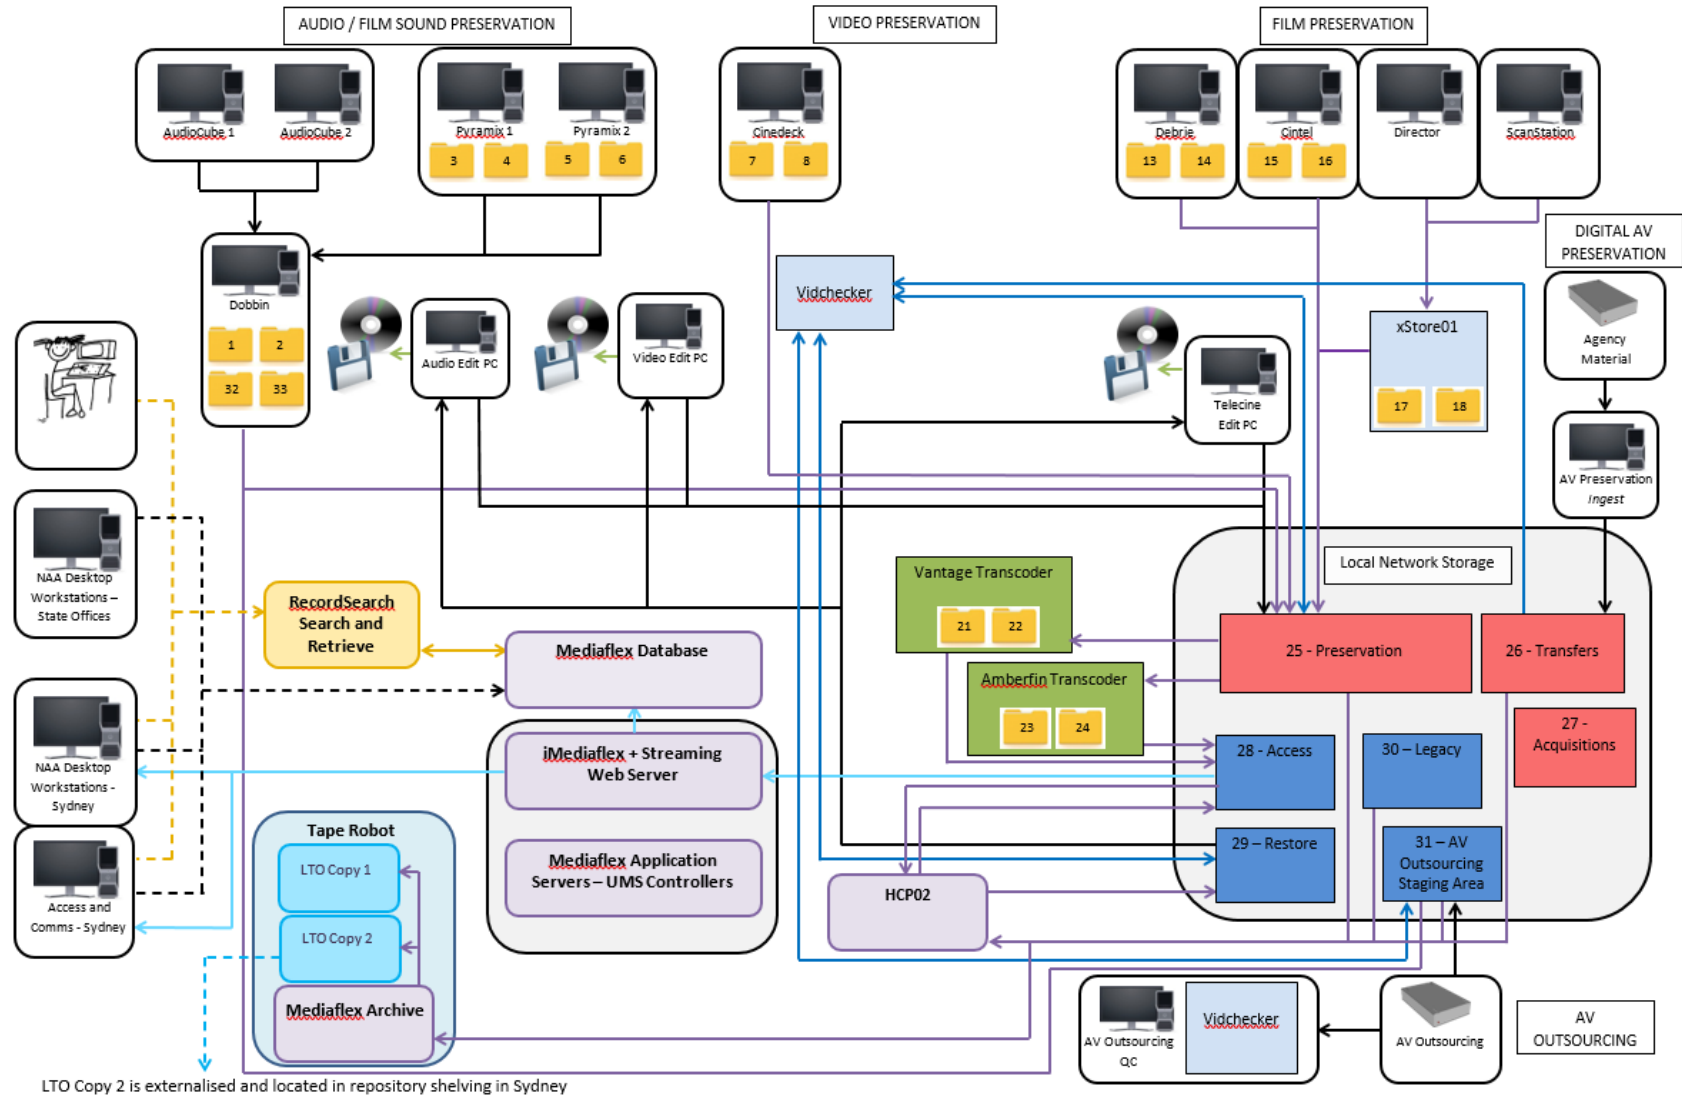 AUDIO / FILM SOUND PRESERVATION
VIDEO PRESERVATION
FILM PRESERVATION
AudioCube 1
AudioCube 2
Pyramix 1
Pyramix 2
3
4
5
6
Cinedeck
7
8
Debrie
13
14
Cintel
15
16
Director
ScanStation
DIGITAL AV
PRESERVATION
Dobbin
1
2
32
33
Audio Edit PC
Video Edit PC
Vidchecker
Telecine
Edit PC
xStore01
17
18
Agency
Material
AV Preservation
ingest
NAA Desktop
Workstations –
State Offices
RecordSearch
Search and
Retrieve
Mediaflex Database
Vantage Transcoder
21
22
Amberfin Transcoder
23
24
Local Network Storage
25 - Preservation
26 - Transfers
27 -
Acquisitions
28 - Access
30 – Legacy
29 – Restore
31 – AV
Outsourcing
Staging Area
NAA Desktop
Workstations -
Sydney
iMediaflex + Streaming
Web Server
Mediaflex Application
Servers – UMS Controllers
Access and
Comms - Sydney
Tape Robot
LTO Copy 1
LTO Copy 2
Mediaflex Archive
HCP02
AV Outsourcing
QC
Vidchecker
AV Outsourcing
AV
OUTSOURCING
LTO Copy 2 is externalised and located in repository shelving in Sydney